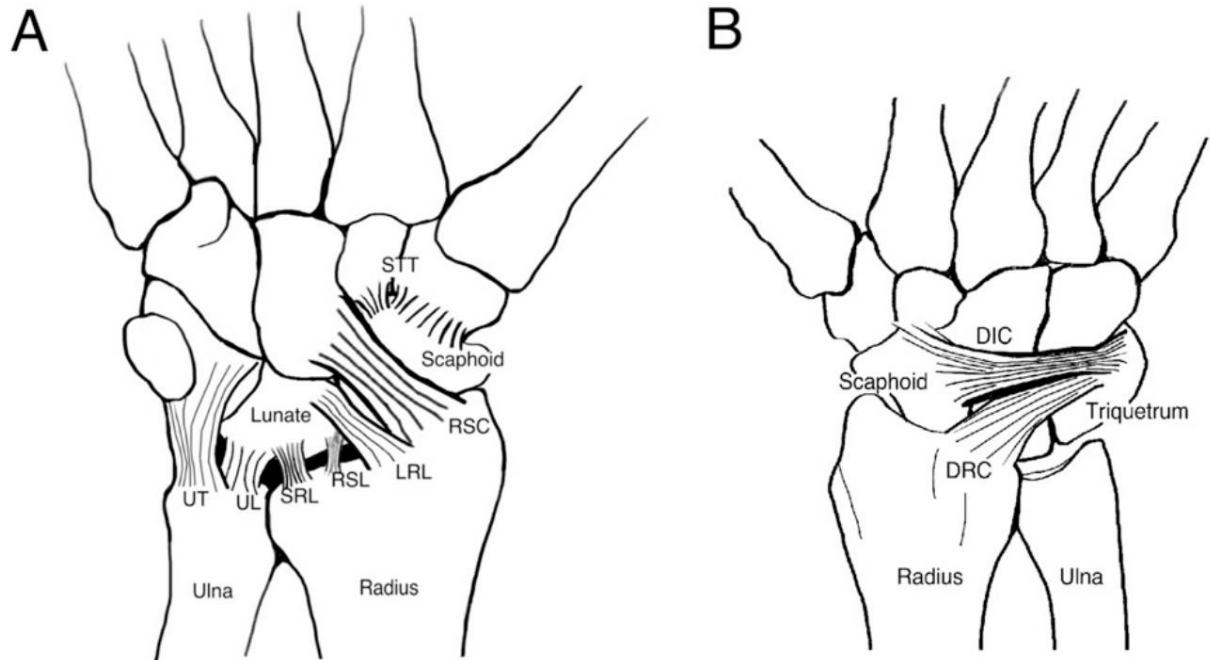 A
STT
Scaphoid
Lunate
RSC
LRL
RSL
SRL
UL
UT
Ulna
Radius
B
DIC
Scaphoid
Triquetrum
DRC
Radius
Ulna